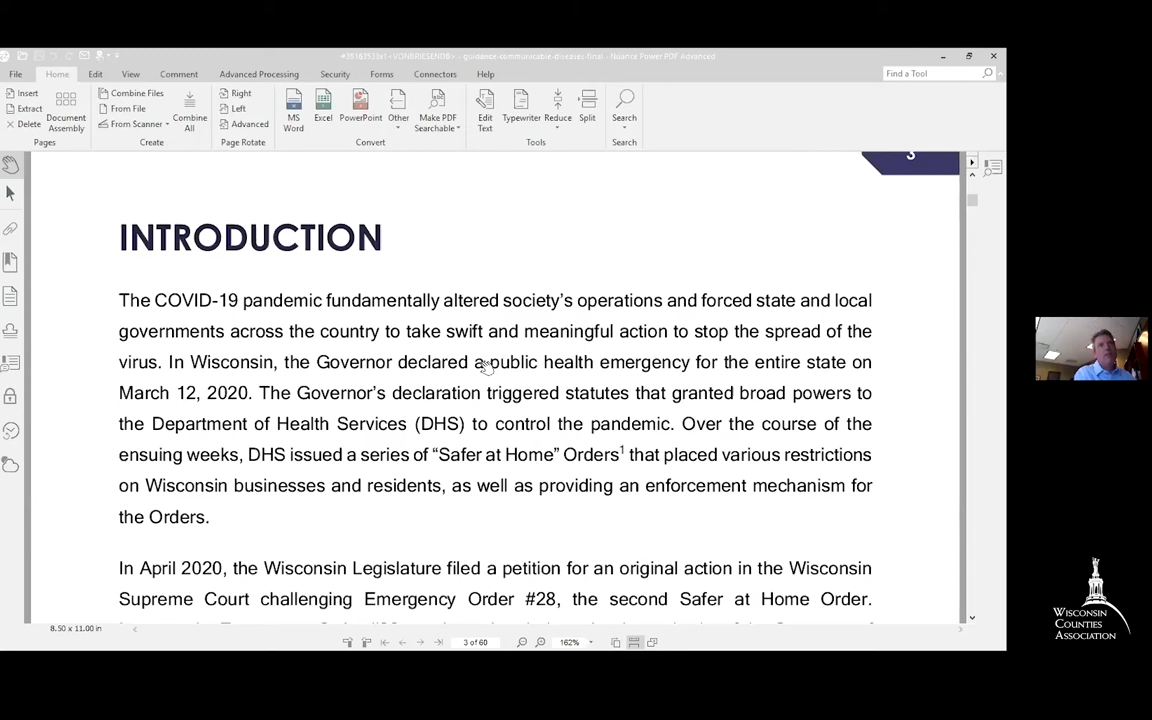 guidance-communicable-diseases-final - Nuance Power PDF Advanced
File Home Edit View Comment Advanced Processing Security Forms Connectors Help
Find a Tool
Insert
Extract
Delete
Document
Assembly
Pages
Combine Files
From File
From Scanner
Combine
All
Create
Right
Left
Advanced
Page Rotate
MS
Word
Excel
PowerPoint
Other
Make PDF
Searchable
Convert
Edit
Text
Typewriter
Reduce
Split
Tools
Search
Search
3
INTRODUCTION
The COVID-19 pandemic fundamentally altered society’s operations and forced state and local
governments across the country to take swift and meaningful action to stop the spread of the
virus. In Wisconsin, the Governor declared a public health emergency for the entire state on
March 12, 2020. The Governor’s declaration triggered statutes that granted broad powers to
the Department of Health Services (DHS) to control the pandemic. Over the course of the
ensuing weeks, DHS issued a series of “Safer at Home” Orders1 that placed various restrictions
on Wisconsin businesses and residents, as well as providing an enforcement mechanism for
the Orders.
In April 2020, the Wisconsin Legislature filed a petition for an original action in the Wisconsin
Supreme Court challenging Emergency Order #28, the second Safer at Home Order.
8.50 x 11.00 in
3 of 60
162%
WISCONSIN
COUNTIES
ASSOCIATION